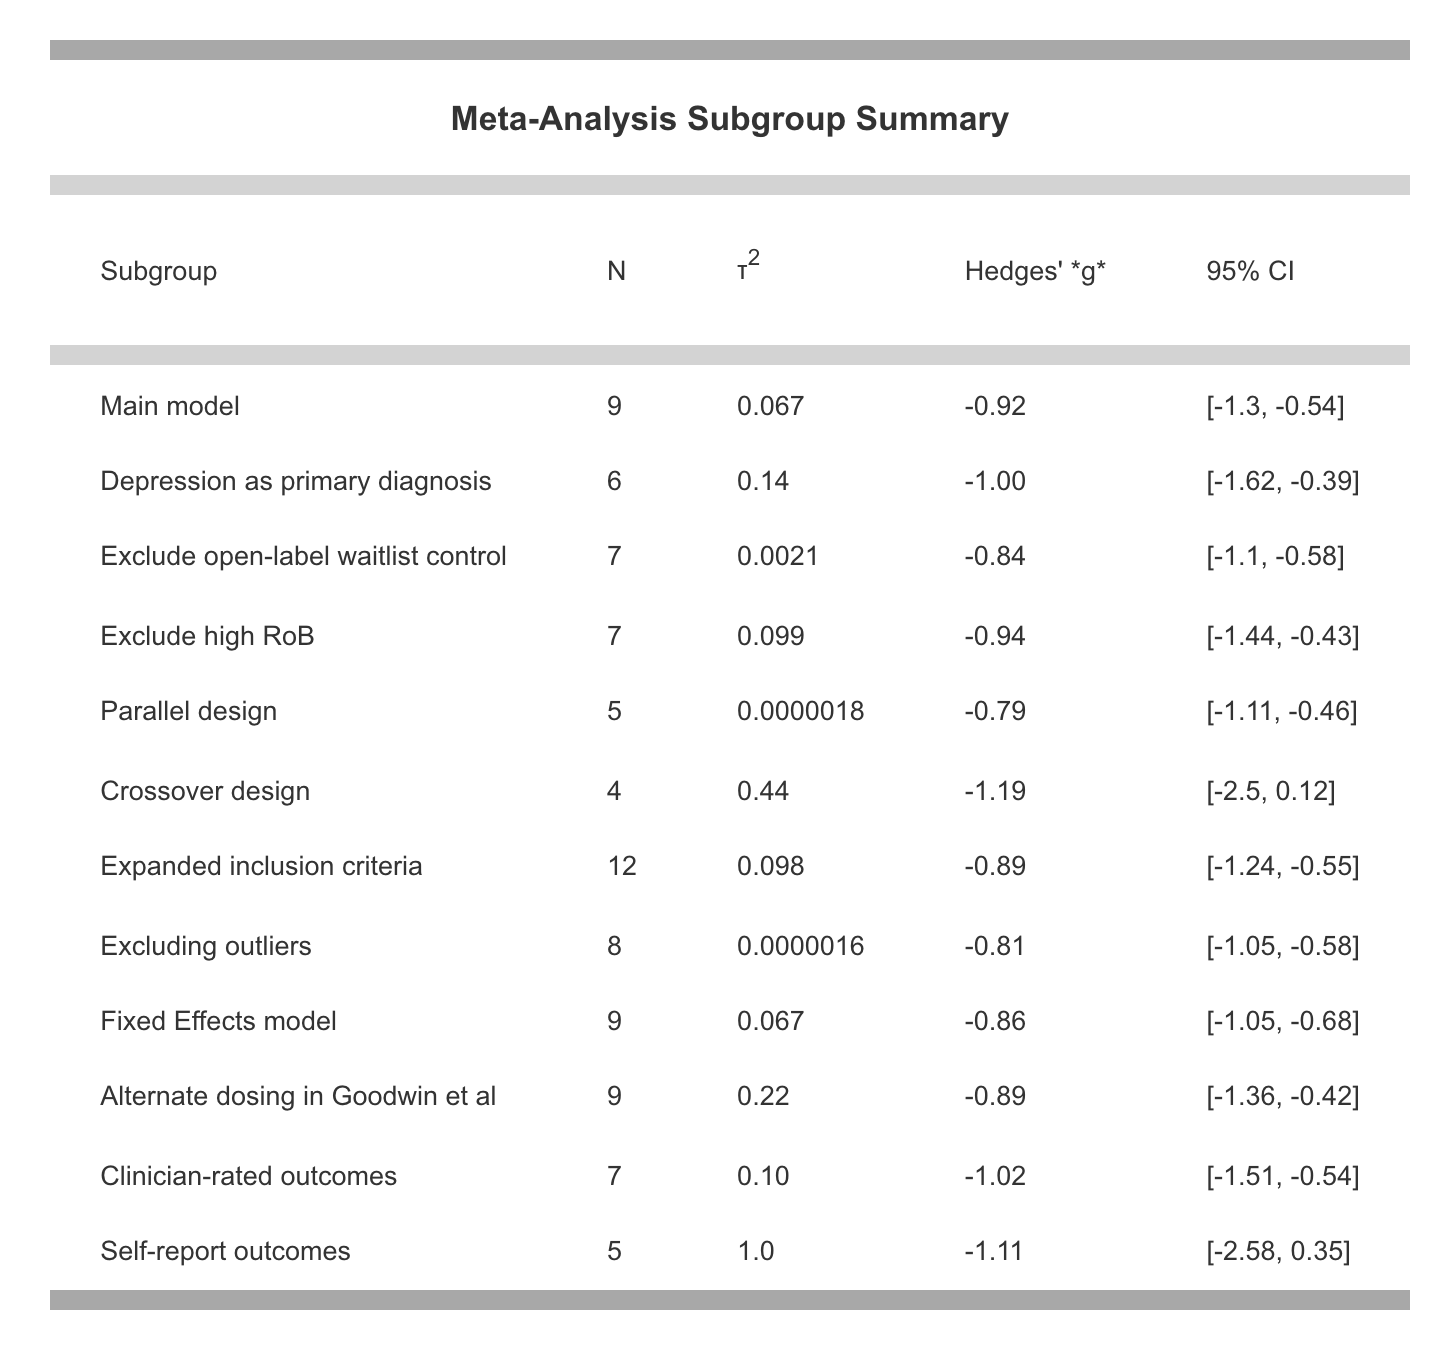 Meta-Analysis Subgroup Summary
Subgroup N τ² Hedges' *g* 95% CI
Main model 9 0.067 -0.92 [-1.3, -0.54]
Depression as primary diagnosis 6 0.14 -1.00 [-1.62, -0.39]
Exclude open-label waitlist control 7 0.0021 -0.84 [-1.1, -0.58]
Exclude high RoB 7 0.099 -0.94 [-1.44, -0.43]
Parallel design 5 0.0000018 -0.79 [-1.11, -0.46]
Crossover design 4 0.44 -1.19 [-2.5, 0.12]
Expanded inclusion criteria 12 0.098 -0.89 [-1.24, -0.55]
Excluding outliers 8 0.0000016 -0.81 [-1.05, -0.58]
Fixed Effects model 9 0.067 -0.86 [-1.05, -0.68]
Alternate dosing in Goodwin et al 9 0.22 -0.89 [-1.36, -0.42]
Clinician-rated outcomes 7 0.10 -1.02 [-1.51, -0.54]
Self-report outcomes 5 1.0 -1.11 [-2.58, 0.35]